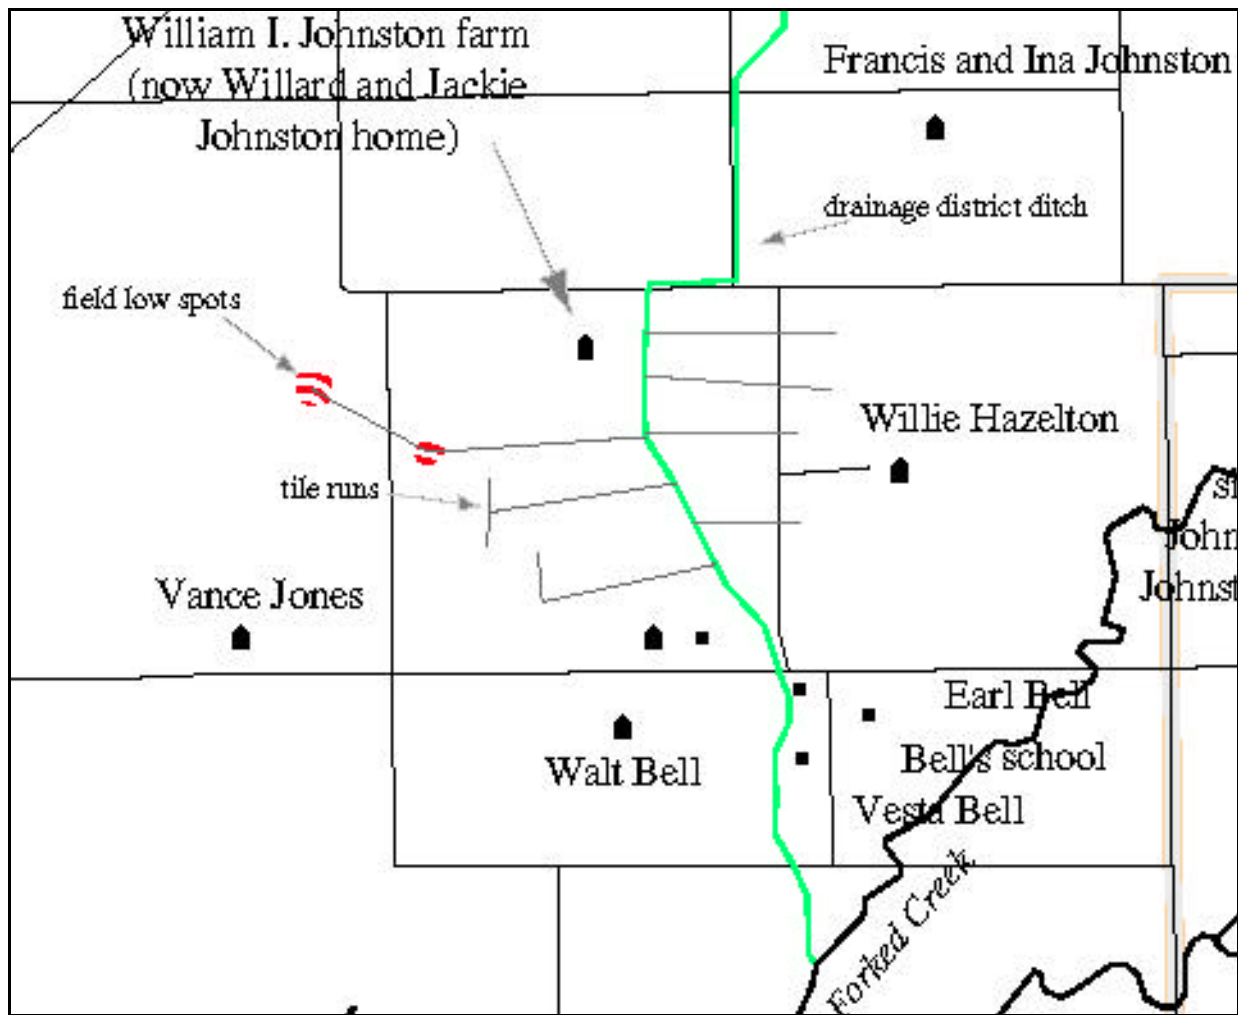 William I. Johnston farm
(now Willard and Jackie
Johnston home)
Francis and Ina Johnston
drainage district ditch
field low spots
Willie Hazelton
tile runs
Vance Jones
Earl Bell
Walt Bell
Bell's school
Vesta Bell
Forked Creek